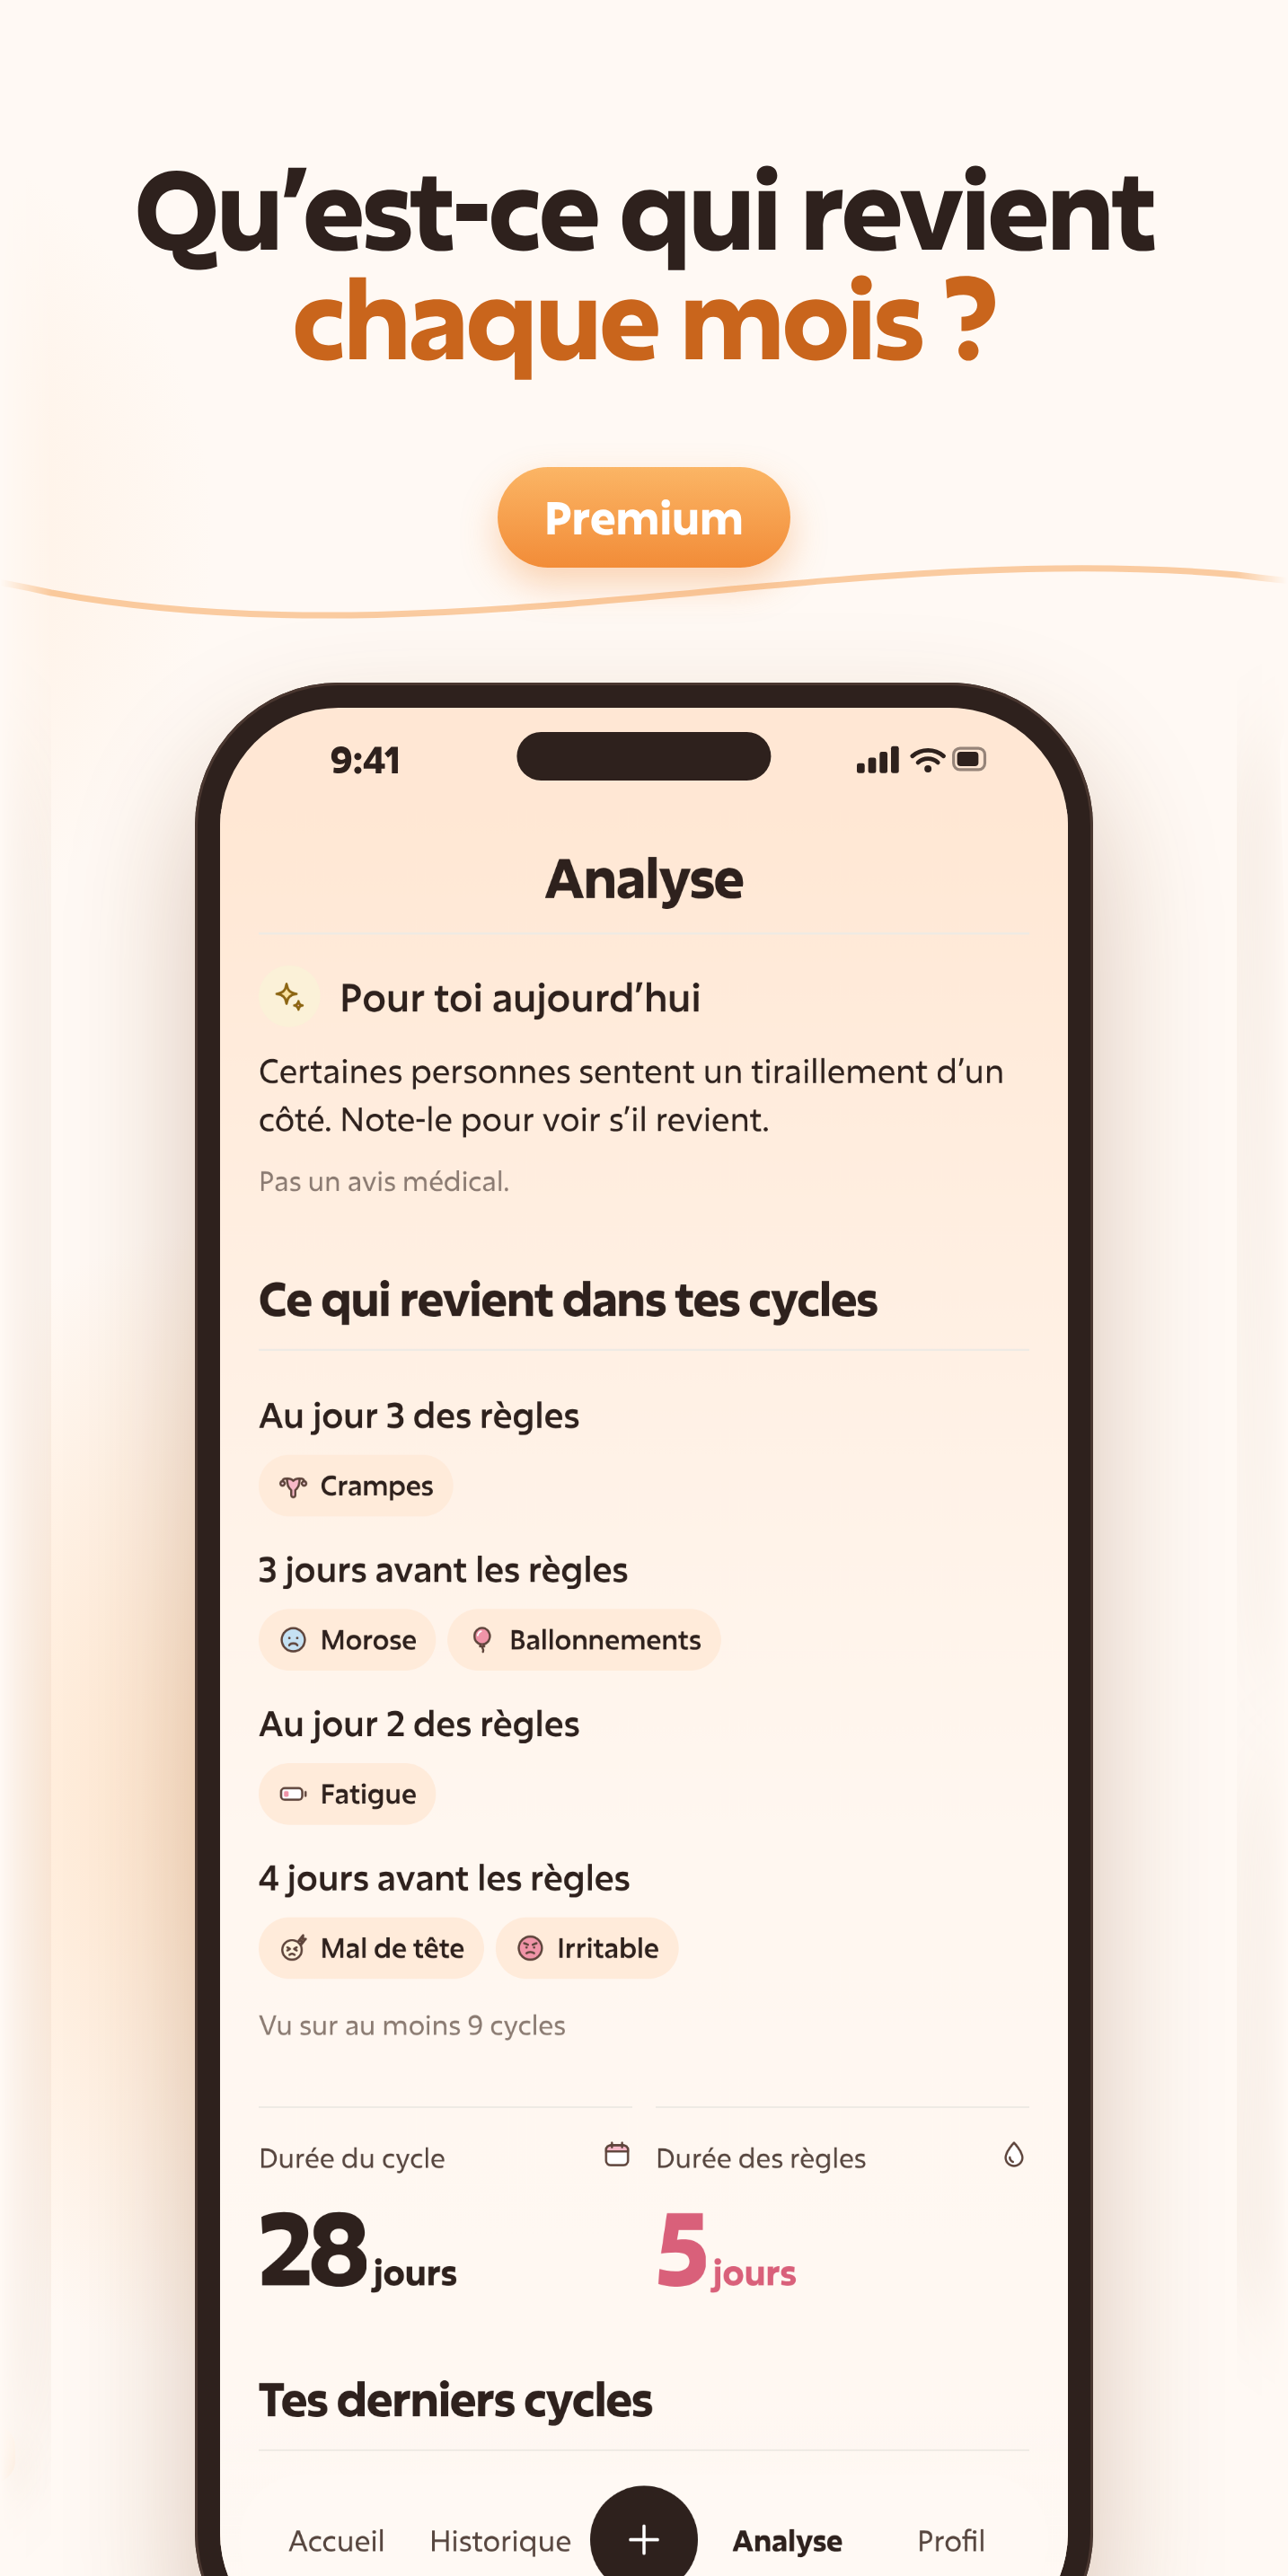 Qu’est-ce qui revient
chaque mois ?
Premium
9:41
Analyse
Pour toi aujourd’hui
Certaines personnes sentent un tiraillement d’un
côté. Note-le pour voir s’il revient.
Pas un avis médical.
Ce qui revient dans tes cycles
Au jour 3 des règles
Crampes
3 jours avant les règles
Morose Ballonnements
Au jour 2 des règles
Fatigue
4 jours avant les règles
Mal de tête Irritable
Vu sur au moins 9 cycles
Durée du cycle Durée des règles
28 jours 5 jours
Tes derniers cycles
Accueil Historique + Analyse Profil